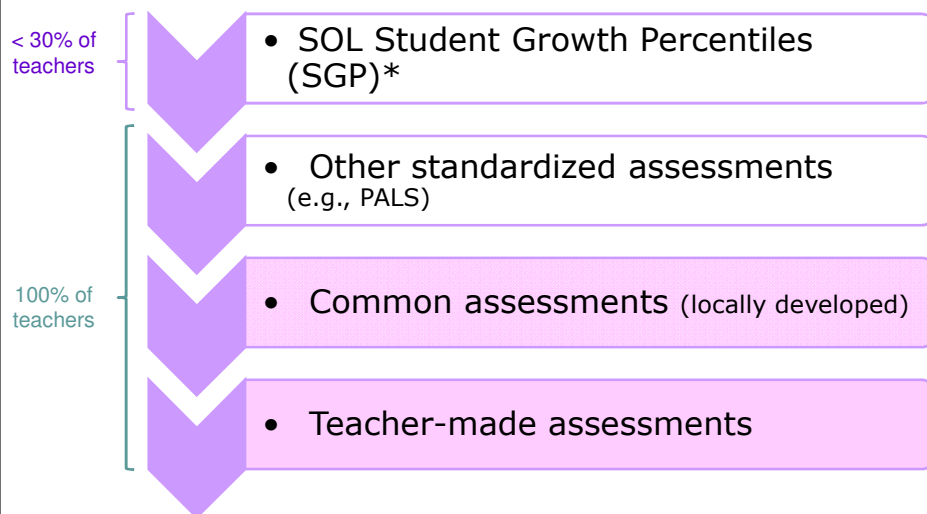 < 30% of
teachers
• SOL Student Growth Percentiles
(SGP)*
• Other standardized assessments
(e.g., PALS)
100% of
teachers
• Common assessments (locally developed)
• Teacher-made assessments